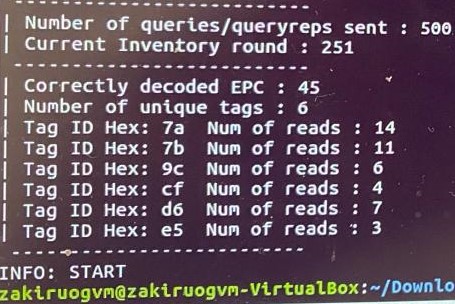 -----------------------------
| Number of queries/queryreps sent : 500
| Current Inventory round : 251
-----------------------------
| Correctly decoded EPC : 45
| Number of unique tags : 6
| Tag ID Hex: 7a  Num of reads : 14
| Tag ID Hex: 7b  Num of reads : 11
| Tag ID Hex: 9c  Num of reads : 6
| Tag ID Hex: cf  Num of reads : 4
| Tag ID Hex: d6  Num of reads : 7
| Tag ID Hex: e5  Num of reads : 3
-----------------------------
INFO: START
zakiruogvm@zakiruogvm-VirtualBox:~/Downlo